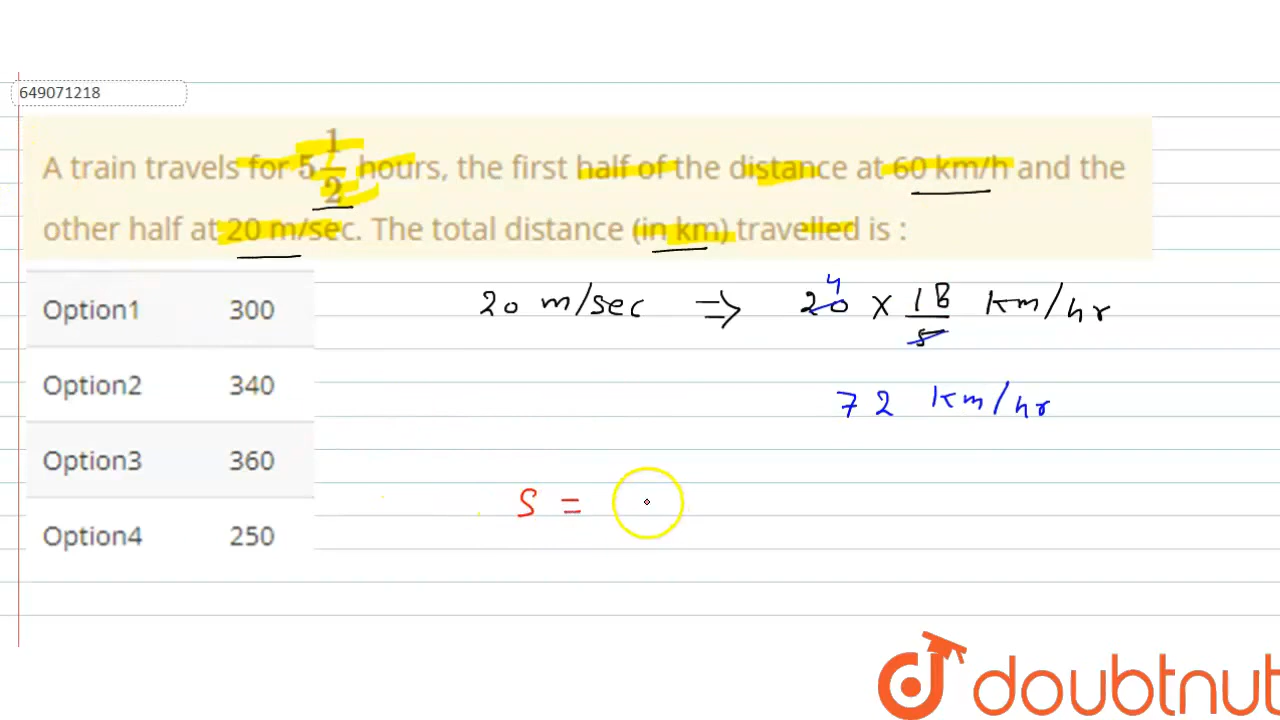 649071218
A train travels for 5 1/2 hours, the first half of the distance at 60 km/h and the
other half at 20 m/sec. The total distance (in km) travelled is :
Option1 300
Option2 340
Option3 360
Option4 250
20 m/sec ⇒ 20 × 18/5 km/hr
4
72 km/hr
S =
doubtnut